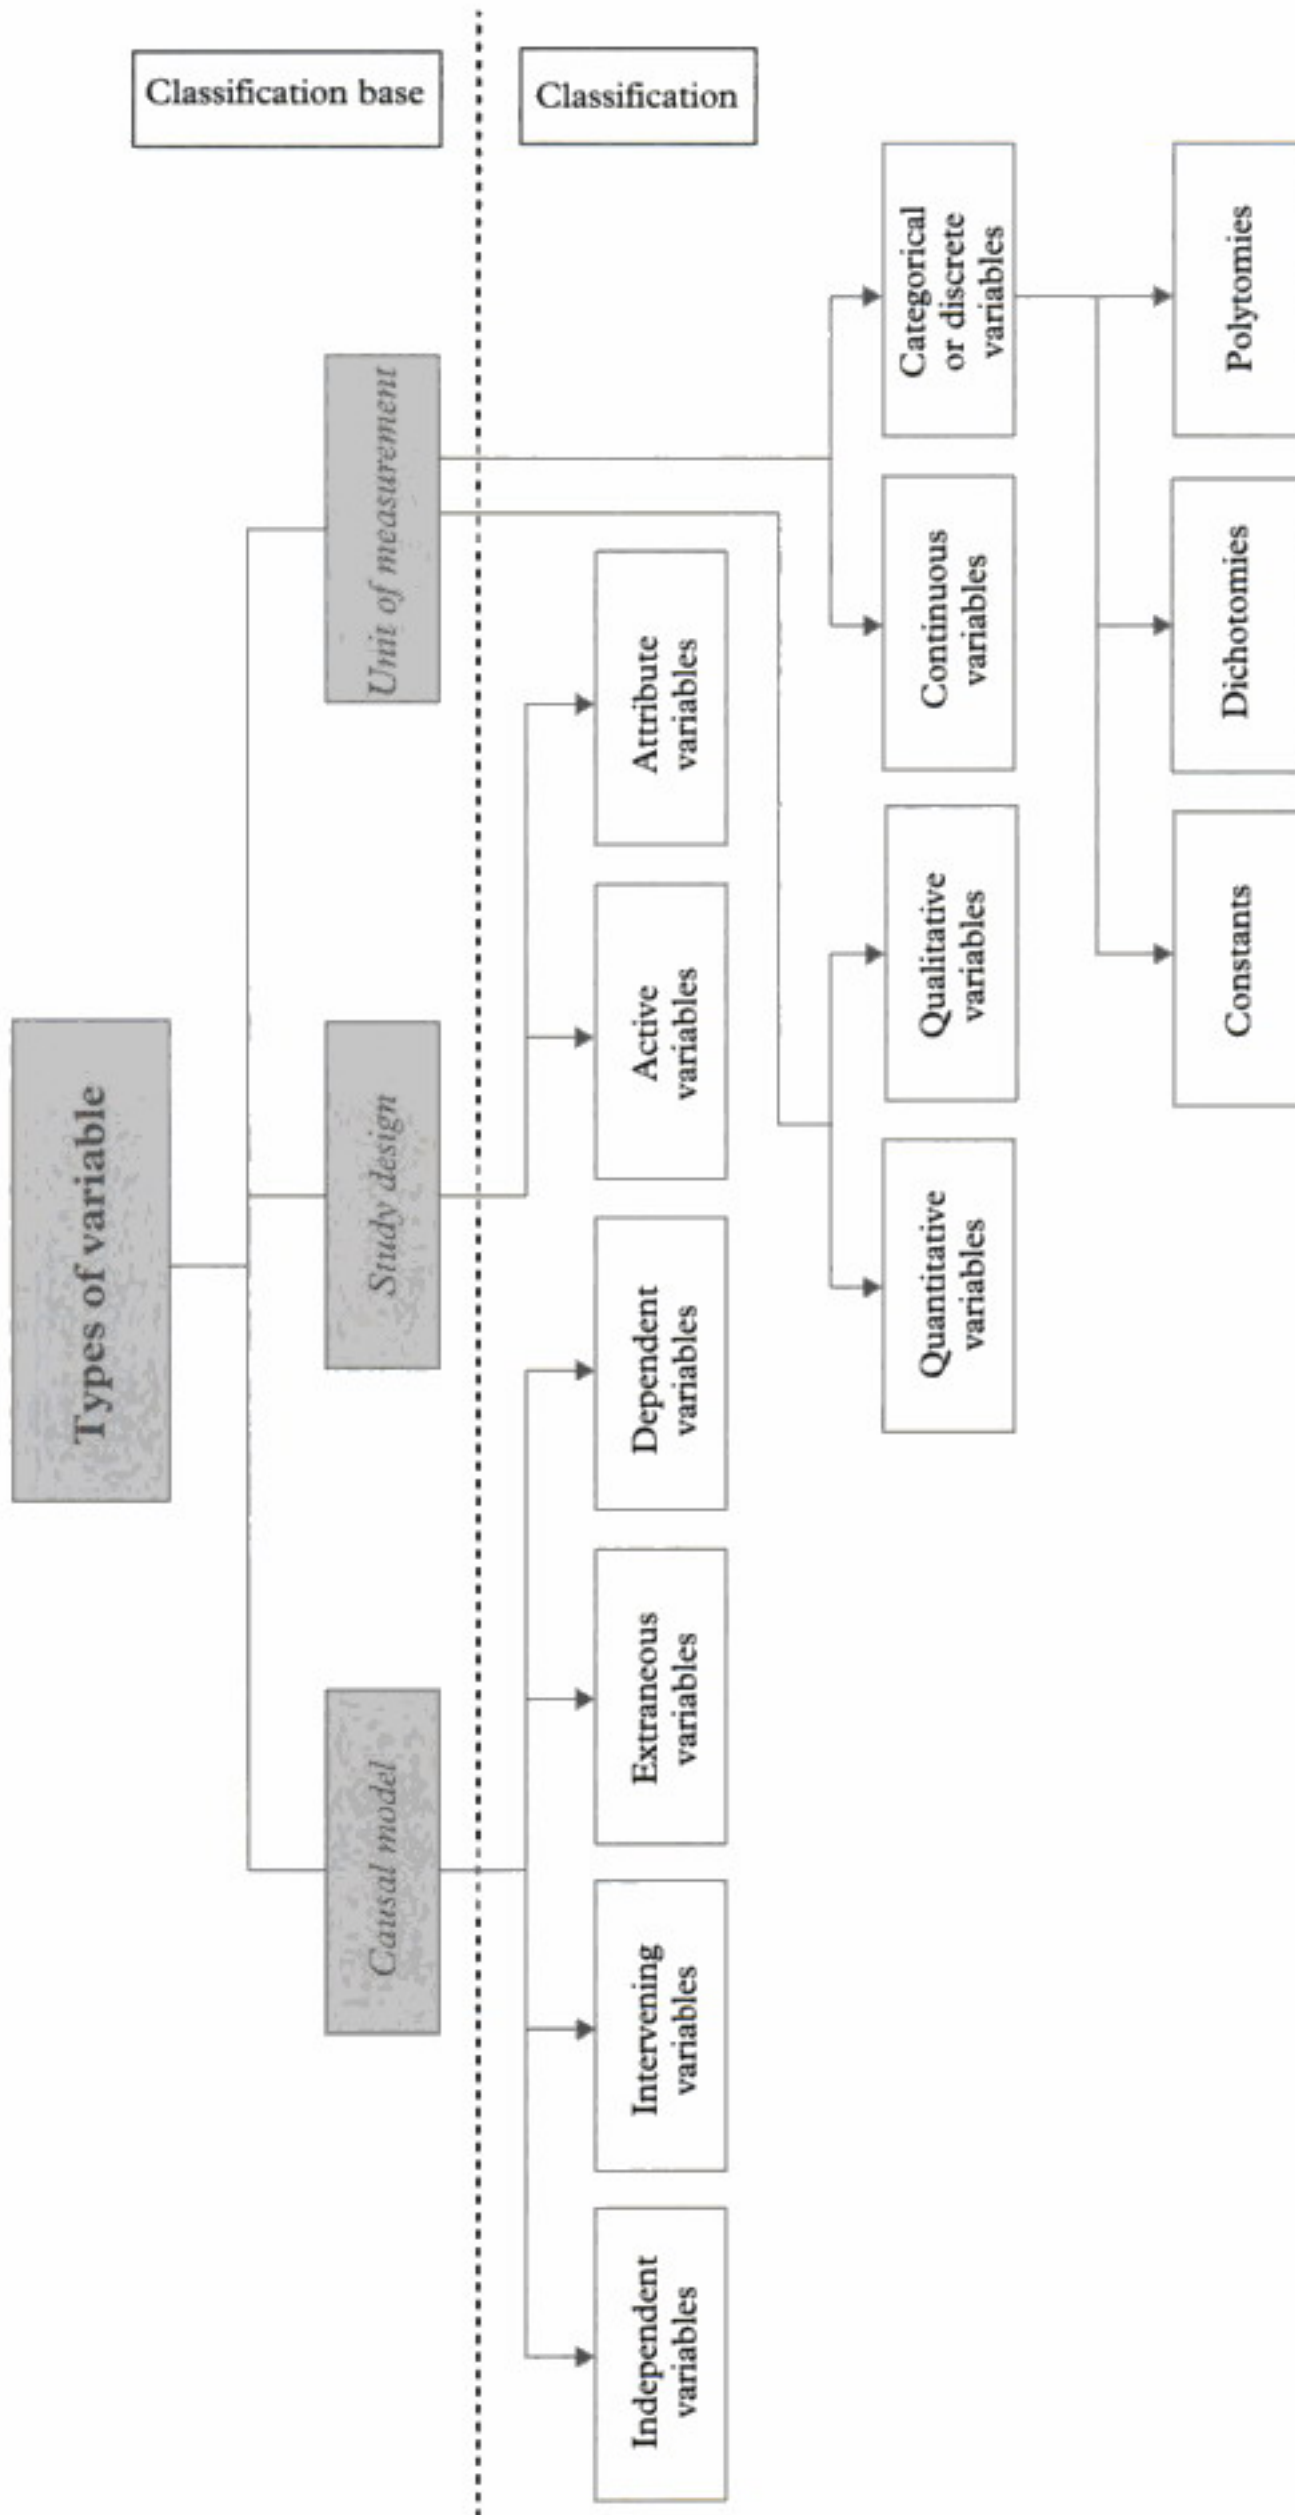 Types of variable
Classification base
Causal model
Study design
Unit of measurement
Classification
Independent
variables
Intervening
variables
Extraneous
variables
Dependent
variables
Active
variables
Attribute
variables
Quantitative
variables
Qualitative
variables
Continuous
variables
Categorical
or discrete
variables
Constants
Dichotomies
Polytomies